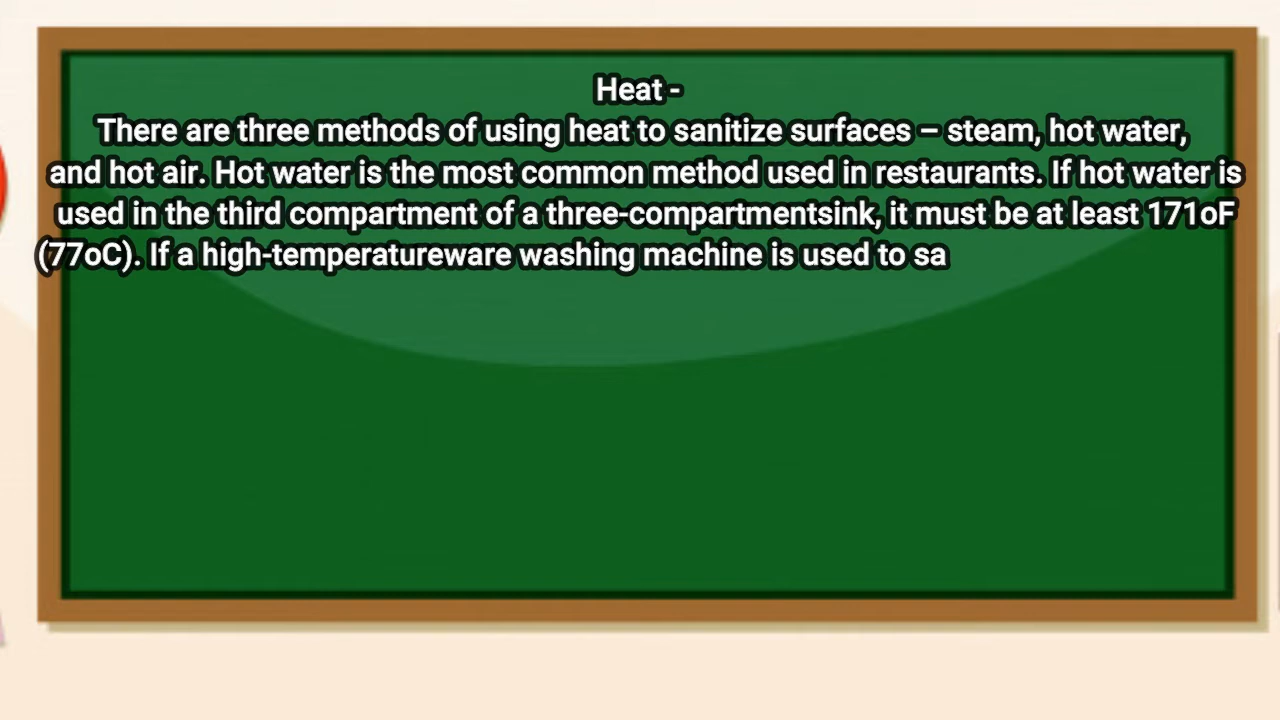 Heat -
There are three methods of using heat to sanitize surfaces – steam, hot water,
and hot air. Hot water is the most common method used in restaurants. If hot water is
used in the third compartment of a three-compartmentsink, it must be at least 171oF
(77oC). If a high-temperatureware washing machine is used to sa